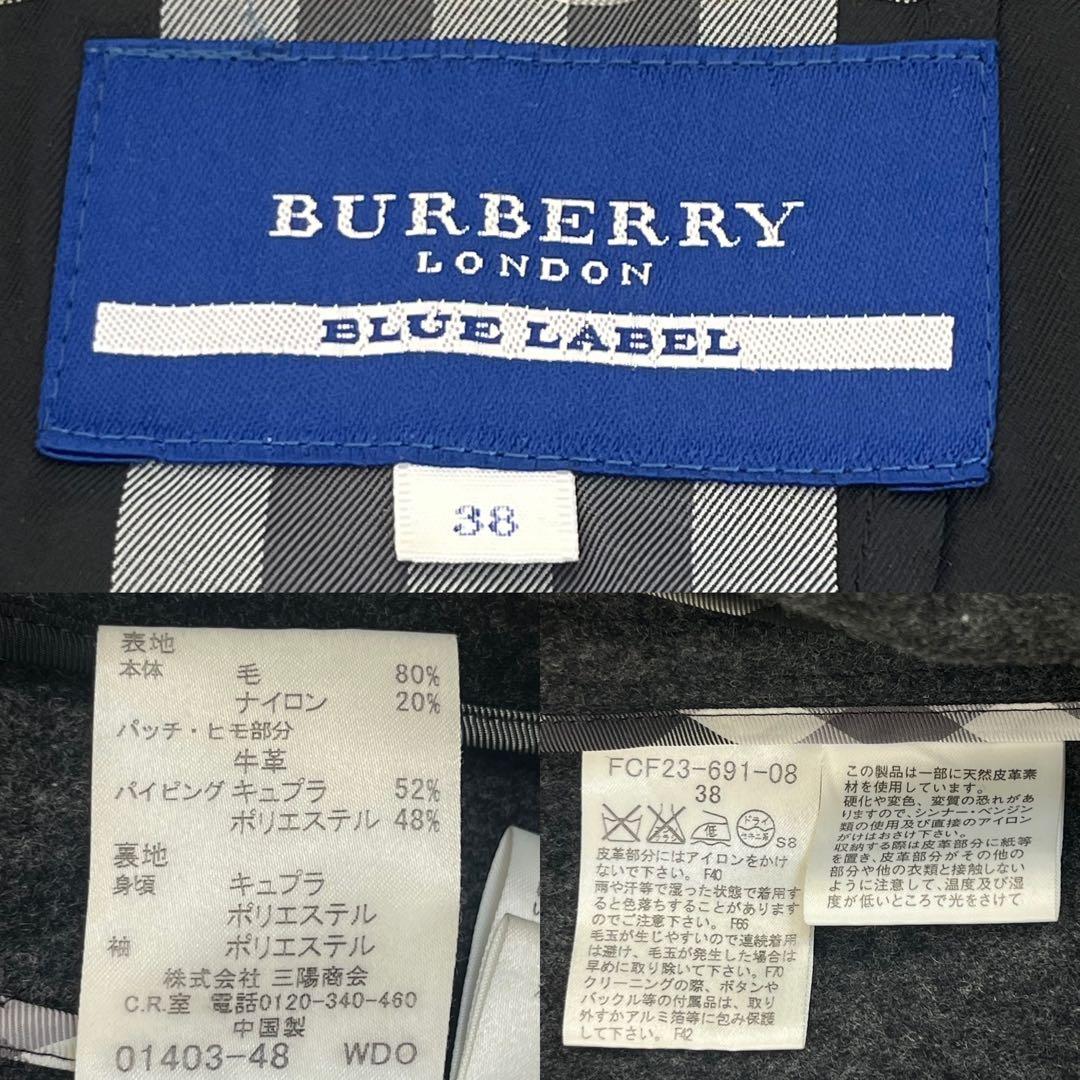 BURBERRY
LONDON
BLUE LABEL
38
表地
本体 毛 80%
ナイロン 20%
パッチ・ヒモ部分
牛革
パイピング キュプラ 52%
ポリエステル 48%
裏地
身頃 キュプラ
ポリエステル
袖 ポリエステル
株式会社 三陽商会
C.R.室 電話0120-340-460
中国製
01403-48 WDO
FCF23-691-08
38
低 ドライ セキユ系 S8
皮革部分にはアイロンをかけ
ないで下さい。 F40
雨や汗等で湿った状態で着用す
ると色落ちすることがあります
のでご注意下さい。 F66
毛玉が生じやすいので連続着用
は避け、毛玉が発生した場合は
早めに取り除いて下さい。 F70
クリーニングの際、ボタンや
バックル等の付属品は、取り
外すかアルミ箔等に包み保護
して下さい。 F42
この製品は一部に天然皮革素
材を使用しています。
硬化や変色、変質の恐れがあ
りますので、シンナー・ベンジン
類の使用及び直接のアイロン
がけはおさけ下さい。
収納する際は皮革部分に紙等
を置き、皮革部分がその他の
部分や他の衣類と接触しない
ように注意して、温度及び湿
度が低いところで光をさけて